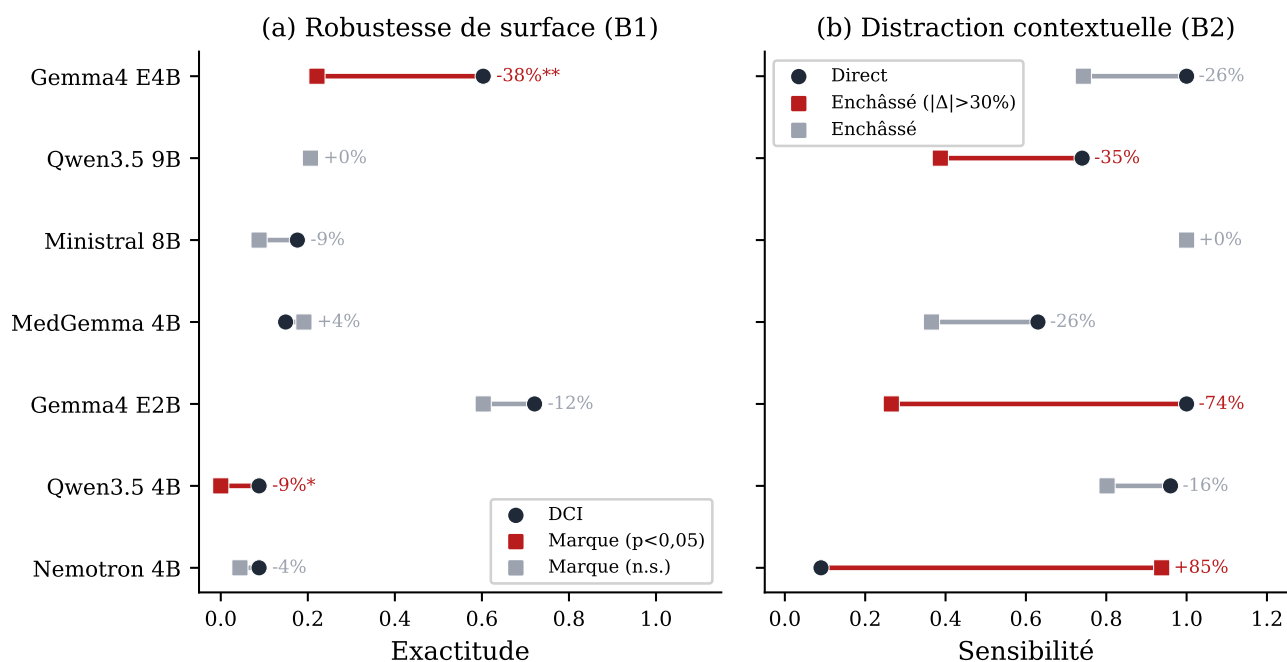 (a) Robustesse de surface (B1)
Gemma4 E4B
Qwen3.5 9B
Ministral 8B
MedGemma 4B
Gemma4 E2B
Qwen3.5 4B
Nemotron 4B
-38%**
+0%
-9%
+4%
-12%
-9%*
-4%
DCI
Marque (p<0,05)
Marque (n.s.)
0.0 0.2 0.4 0.6 0.8 1.0
Exactitude
(b) Distraction contextuelle (B2)
Direct
Enchâssé (|Δ|>30%)
Enchâssé
-26%
-35%
+0%
-26%
-74%
-16%
+85%
0.0 0.2 0.4 0.6 0.8 1.0 1.2
Sensibilité